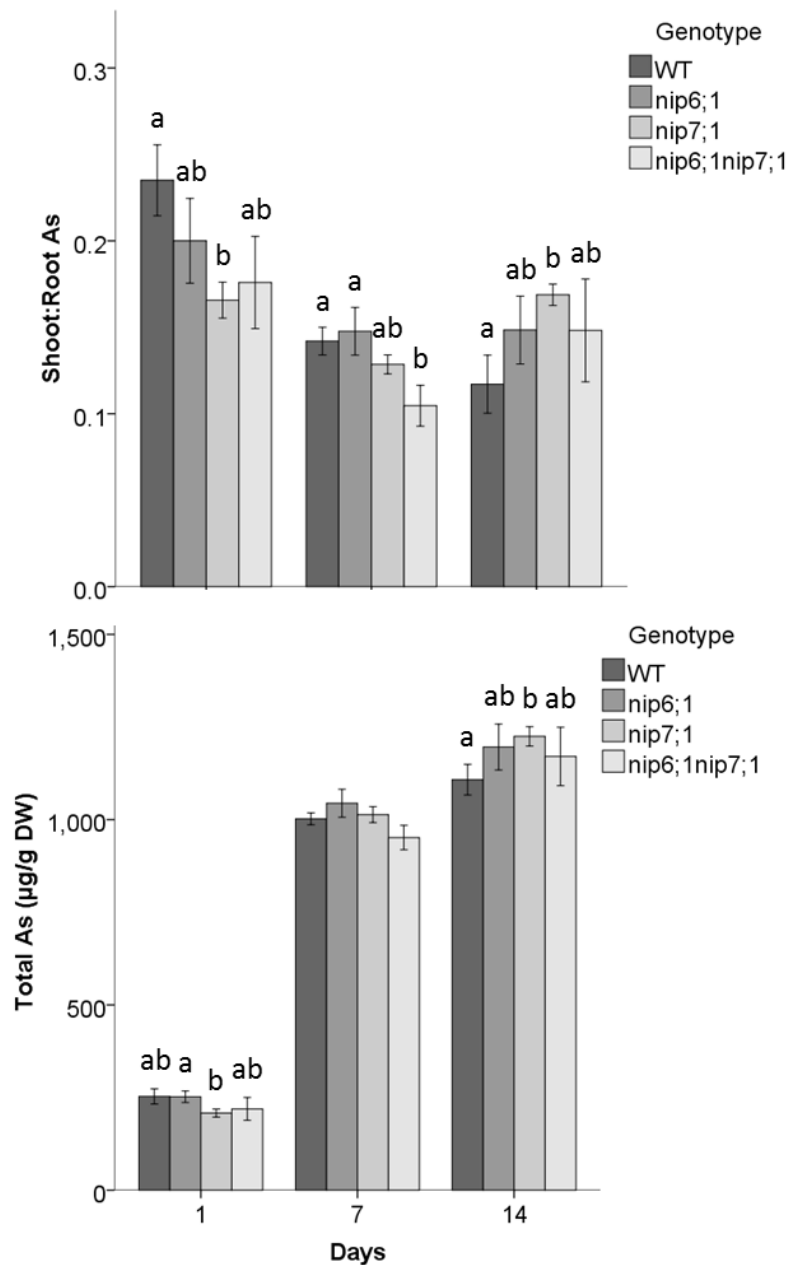 Genotype
WT
nip6;1
nip7;1
nip6;1nip7;1
Shoot:Root As
0.3
0.2
0.1
0.0
a
ab
b
ab
a
a
ab
b
a
ab
b
ab
Genotype
WT
nip6;1
nip7;1
nip6;1nip7;1
Total As (µg/g DW)
1,500
1,000
500
0
ab
a
b
ab
a
ab
b
ab
1
7
14
Days